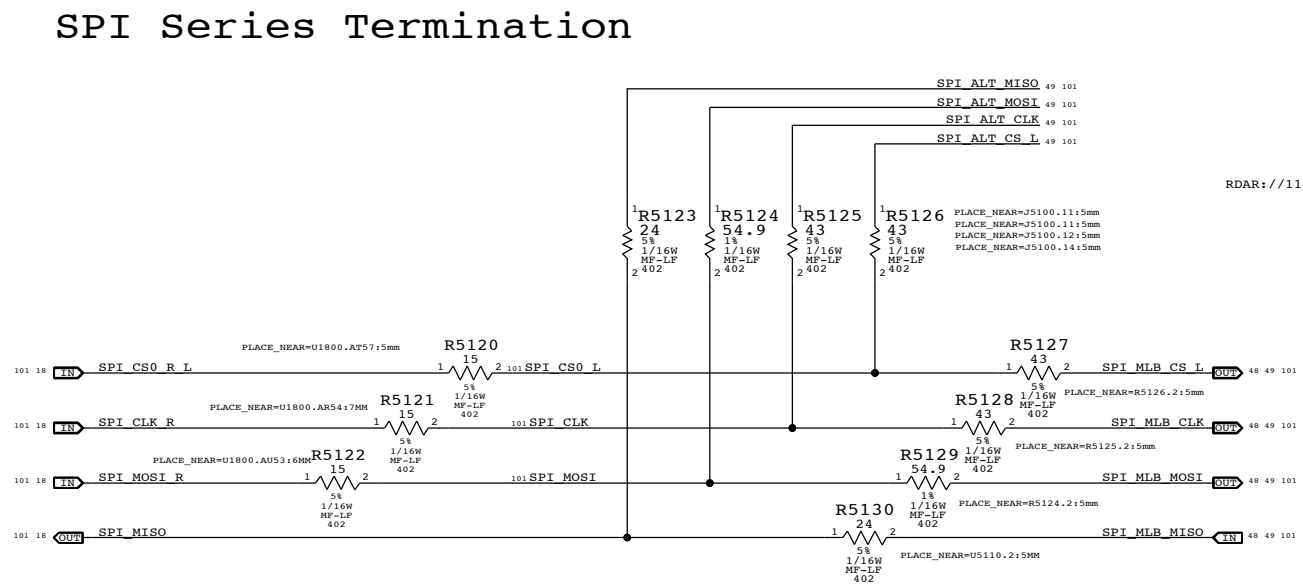 SPI Series Termination
SPI_ALT_MISO 49 101
SPI_ALT_MOSI 49 101
SPI_ALT_CLK 49 101
SPI_ALT_CS_L 49 101
RDAR://11
1 R5123 1 R5124 1 R5125 1 R5126 PLACE_NEAR=J5100.11:5mm
24 54.9 43 43 PLACE_NEAR=J5100.11:5mm
5% 1% 5% 5% PLACE_NEAR=J5100.12:5mm
1/16W 1/16W 1/16W 1/16W PLACE_NEAR=J5100.14:5mm
MF-LF MF-LF MF-LF MF-LF
2 402 2 402 2 402 2 402
PLACE_NEAR=U1800.AT57:5mm R5120 R5127
15 43
101 18 IN SPI_CS0_R_L 1 2 101 SPI_CS0_L 1 2 SPI_MLB_CS_L OUT 48 49 101
5% 5% PLACE_NEAR=R5126.2:5mm
1/16W 1/16W
MF-LF MF-LF
402 402
PLACE_NEAR=U1800.AR54:7MM R5121 R5128
15 43
101 18 IN SPI_CLK_R 1 2 101 SPI_CLK 1 2 SPI_MLB_CLK OUT 48 49 101
5% 5% PLACE_NEAR=R5125.2:5mm
1/16W 1/16W
MF-LF MF-LF
402 402
PLACE_NEAR=U1800.AU53:6MM R5122 R5129
15 54.9
101 18 IN SPI_MOSI_R 1 2 101 SPI_MOSI 1 2 SPI_MLB_MOSI OUT 48 49 101
5% 1% PLACE_NEAR=R5124.2:5mm
1/16W 1/16W
MF-LF MF-LF
402 402
R5130
24
101 18 OUT SPI_MISO 1 2 SPI_MLB_MISO IN 48 49 101
5% PLACE_NEAR=U5110.2:5MM
1/16W
MF-LF
402